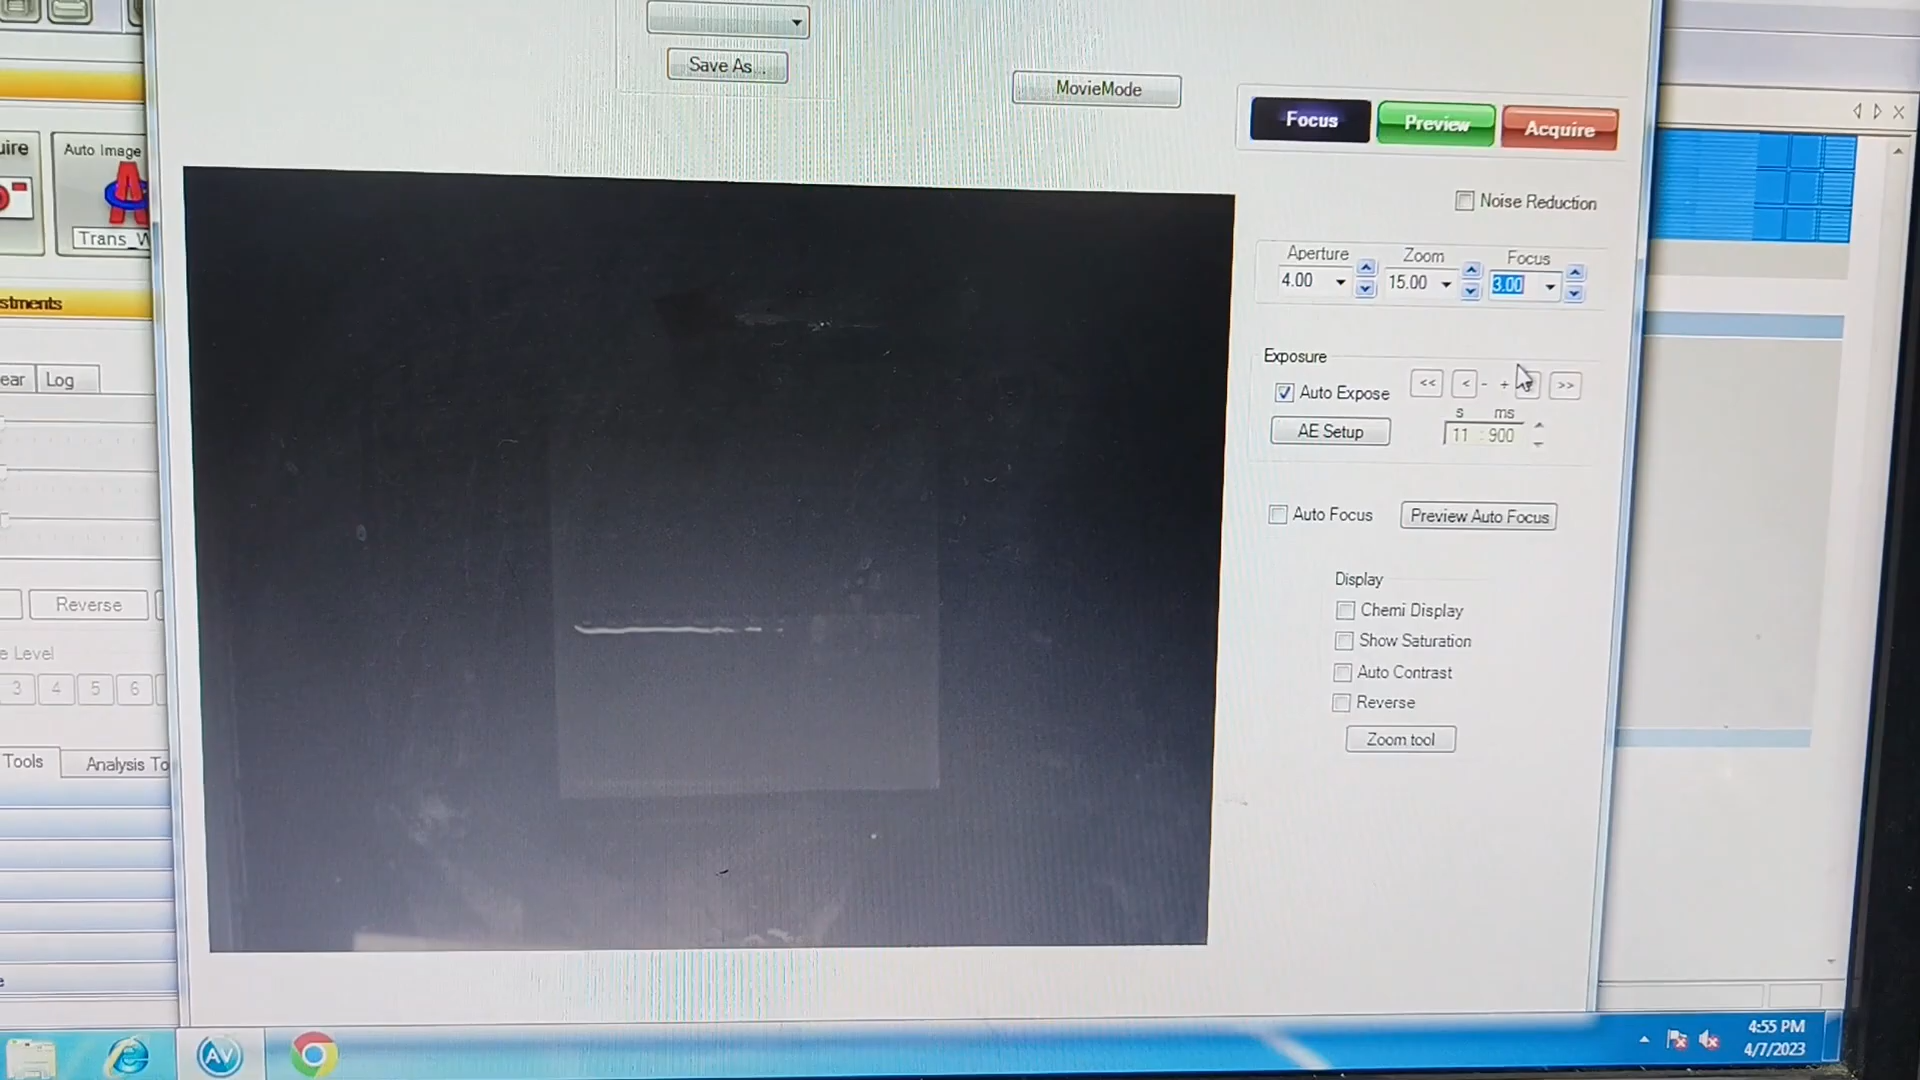 Save As...
MovieMode
Focus
Preview
Acquire
ire
Auto Image
Trans_W
Noise Reduction
Aperture
Zoom
Focus
4.00
15.00
3.00
stments
Exposure
ear
Log
Auto Expose
<<
<
-
+
>>
s
ms
AE Setup
11 : 900
Auto Focus
Preview Auto Focus
Display
Reverse
Chemi Display
Show Saturation
e Level
Auto Contrast
3
4
5
6
Reverse
Zoom tool
Tools
Analysis To
e
AV
4:55 PM
4/7/2023